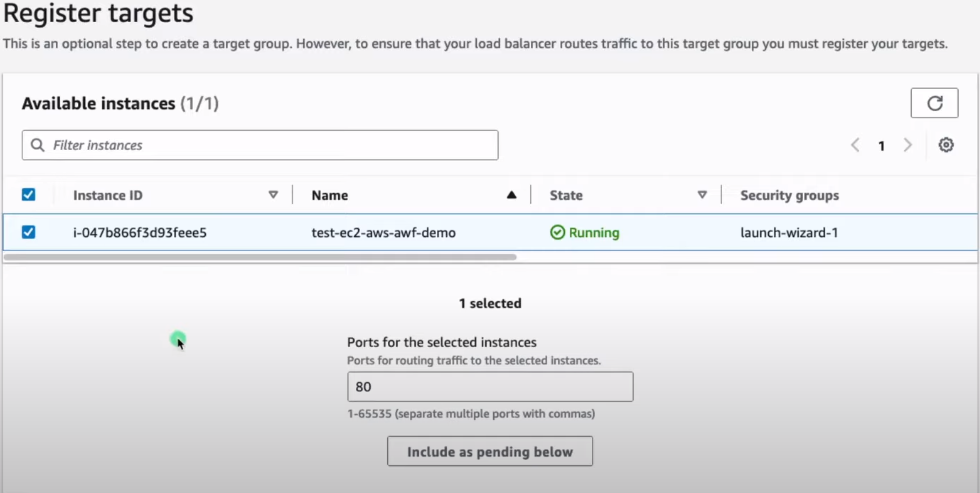 Register targets
This is an optional step to create a target group. However, to ensure that your load balancer routes traffic to this target group you must register your targets.
Available instances (1/1)
Filter instances
1
Instance ID Name State Security groups
i-047b866f3d93feee5 test-ec2-aws-awf-demo Running launch-wizard-1
1 selected
Ports for the selected instances
Ports for routing traffic to the selected instances.
80
1-65535 (separate multiple ports with commas)
Include as pending below